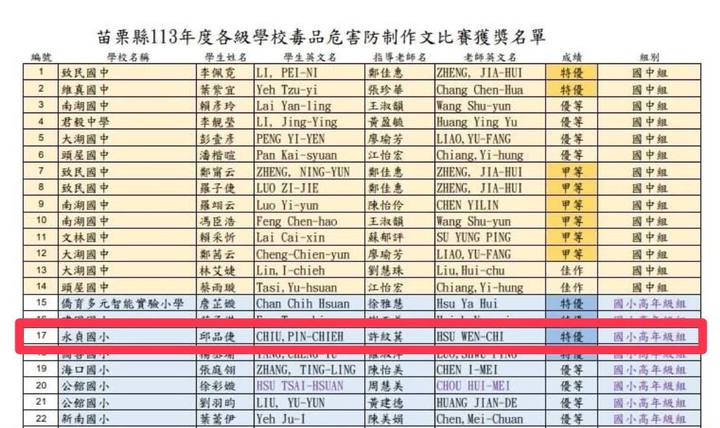 苗栗縣113年度各級學校毒品危害防制作文比賽獲獎名單
編號 學校名稱 學生姓名 學生英文名 指導老師名 老師英文名 成績 組別
1 致民國中 李佩霓 LI, PEI-NI 鄭佳惠 ZHENG, JIA-HUI 特優 國中組
2 維真國中 葉紫宜 Yeh Tzu-yi 張珍華 Chang Chen-Hua 特優 國中組
3 南湖國中 賴彥玲 Lai Yan-ling 王淑韻 Wang Shu-yun 優等 國中組
4 君毅中學 李靚瑩 LI, Jing-Ying 黃盈毓 Huang Ying Yu 優等 國中組
5 大湖國中 彭壹彥 PENG YI-YEN 廖瑜芳 LIAO,YU-FANG 優等 國中組
6 頭屋國中 潘楷暄 Pan Kai-syuan 江怡宏 Chiang,Yi-hung 優等 國中組
7 致民國中 鄭甯云 ZHENG, NING-YUN 鄭佳惠 ZHENG, JIA-HUI 甲等 國中組
8 致民國中 羅子倢 LUO ZI-JIE 鄭佳惠 ZHENG, JIA-HUI 甲等 國中組
9 南湖國中 羅翊云 Luo Yi-yun 陳怡伶 CHEN YILIN 甲等 國中組
10 南湖國中 馮臣浩 Feng Chen-hao 王淑韻 Wang Shu-yun 甲等 國中組
11 文林國中 賴采忻 Lai Cai-xin 蘇郁評 SU YUNG PING 甲等 國中組
12 大湖國中 鄭芸 Cheng-Chien-yun 廖瑜芳 LIAO,YU-FANG 甲等 國中組
13 大湖國中 林艾婕 Lin,I-chieh 劉慧珠 Liu,Hui-chu 佳作 國中組
14 頭屋國中 蔡雨璇 Tasi,Yu-hsuan 江怡宏 Chiang,Yi-hung 佳作 國中組
15 僑育多元智能實驗小學 詹芷媗 Chan Chih Hsuan 徐雅慧 Hsu Ya Hui 特優 國小高年級組
17 永貞國小 邱品倢 CHIU,PIN-CHIEH 許紋萁 HSU WEN-CHI 特優 國小高年級組
19 海口國小 張庭翎 ZHANG, TING-LING 陳怡美 CHEN I-MEI 優等 國小高年級組
20 公館國小 徐彩嫙 HSU TSAI-HSUAN 周慧美 CHOU HUI-MEI 優等 國小高年級組
21 公館國小 劉羽昀 LIU, YU-YUN 黃建德 HUANG JIAN-DE 優等 國小高年級組
22 新南國小 葉伊 Yeh Ju-I 陳美娟 Chen,Mei-Chuan 優等 國小高年級組